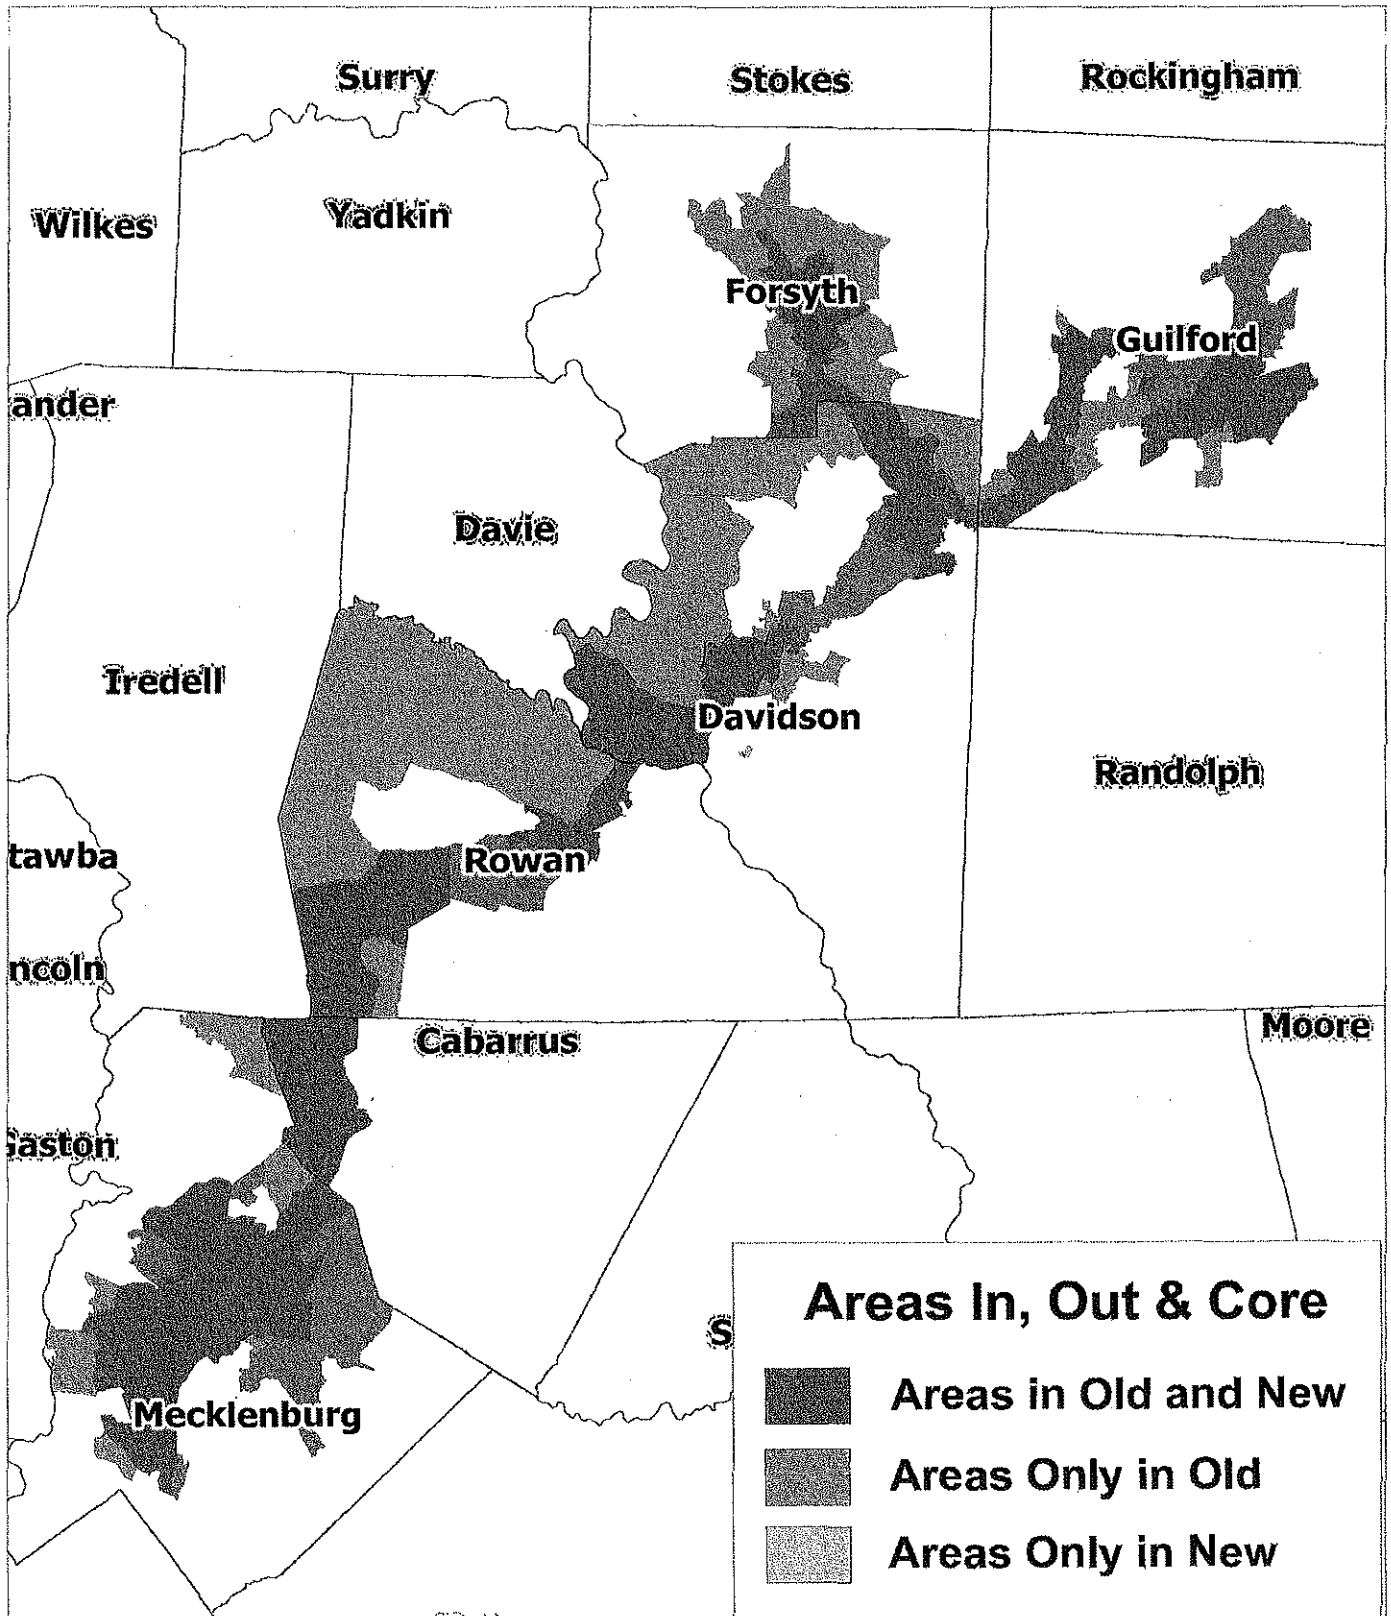 Surry
Stokes
Rockingham
Wilkes
Yadkin
Forsyth
Guilford
ander
Davie
Iredell
Davidson
Randolph
tawba
Rowan
ncoln
Moore
Cabarrus
Gaston
S
Mecklenburg
Areas In, Out & Core
Areas in Old and New
Areas Only in Old
Areas Only in New